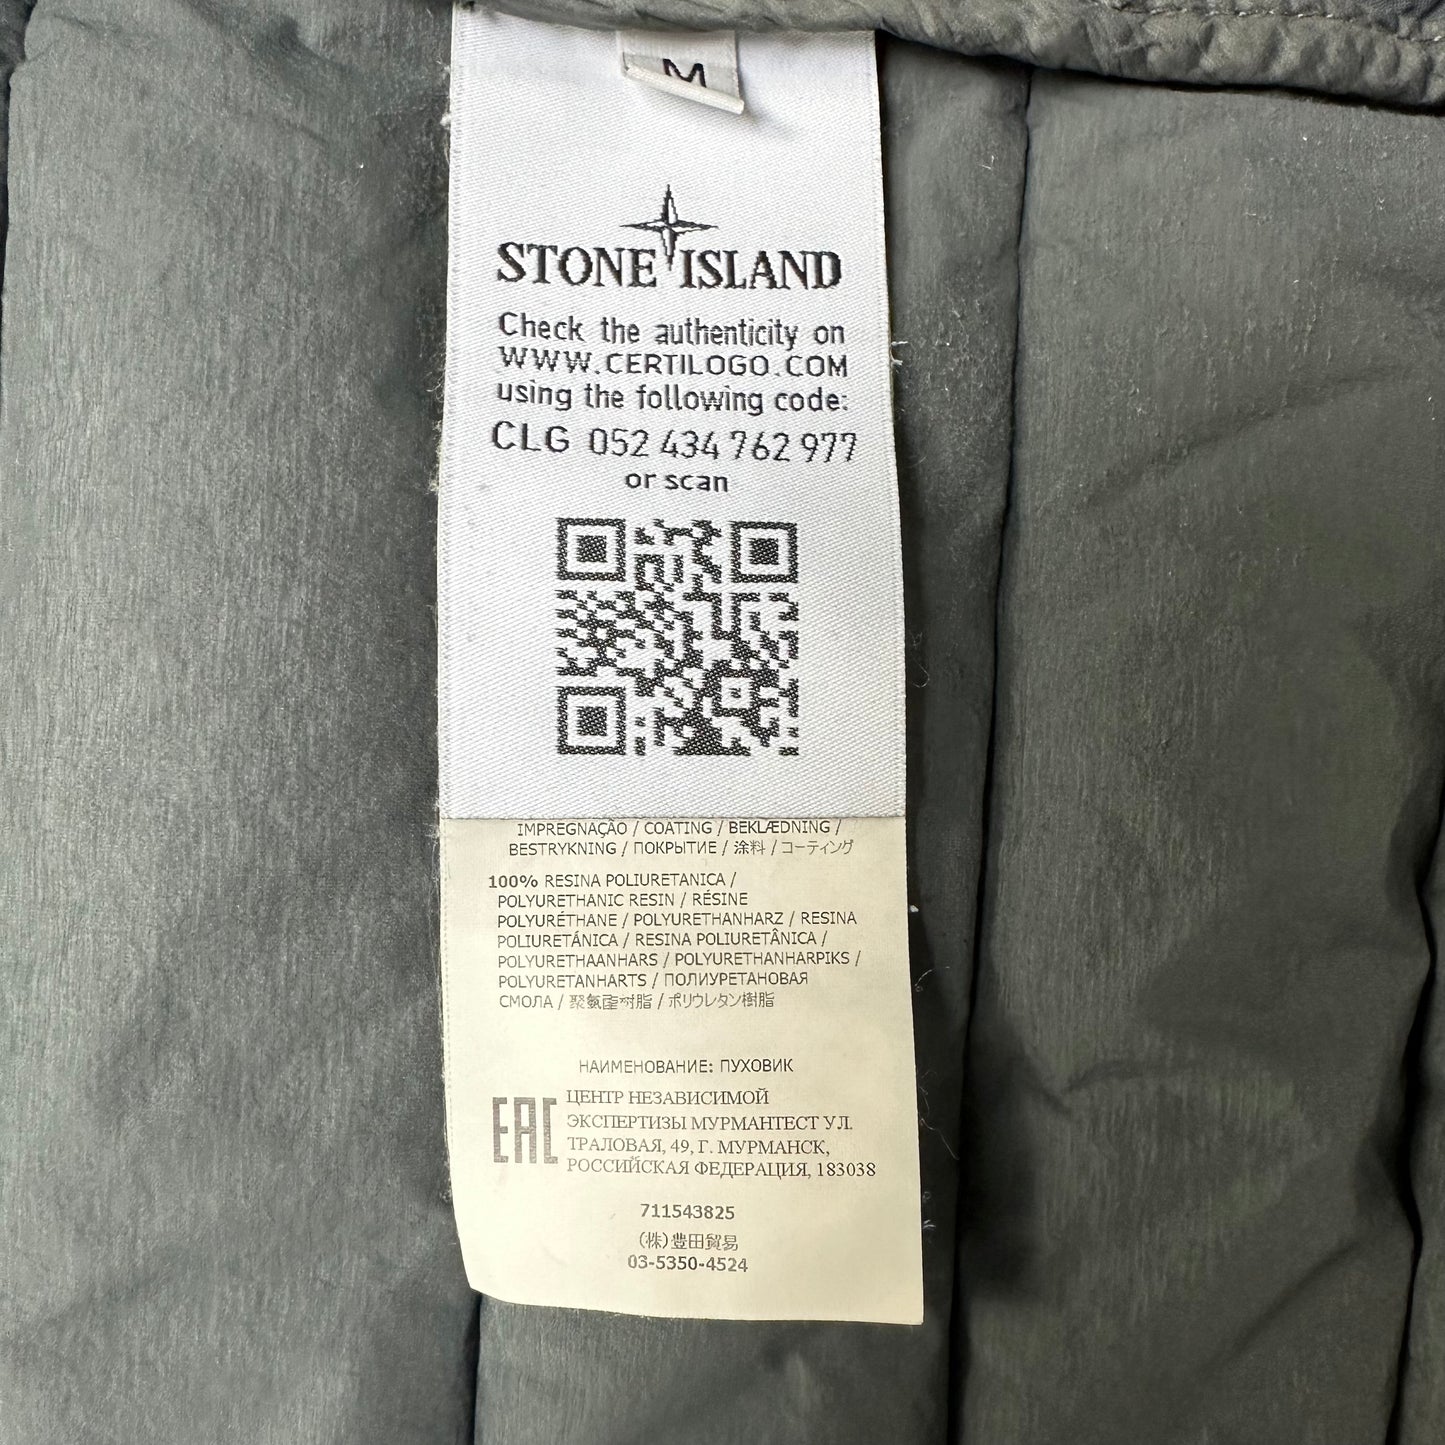 M
STONE ISLAND
Check the authenticity on
WWW.CERTILOGO.COM
using the following code:
CLG 052 434 762 977
or scan
IMPREGNAÇÃO / COATING / BEKLÆDNING /
BESTRYKNING / ПОКРЫТИЕ / 涂料 / コーティング
100% RESINA POLIURETANICA /
POLYURETHANIC RESIN / RÉSINE
POLYURÉTHANE / POLYURETHANHARZ / RESINA
POLIURETÁNICA / RESINA POLIURETÂNICA /
POLYURETHAANHARS / POLYURETHANHARPIKS /
POLYURETANHARTS / ПОЛИУРЕТАНОВАЯ
СМОЛА / 聚氨酯树脂 / ポリウレタン樹脂
НАИМЕНОВАНИЕ: ПУХОВИК
EAC ЦЕНТР НЕЗАВИСИМОЙ
ЭКСПЕРТИЗЫ МУРМАНТЕСТ УЛ.
ТРАЛОВАЯ, 49, Г. МУРМАНСК,
РОССИЙСКАЯ ФЕДЕРАЦИЯ, 183038
711543825
(株)豊田貿易
03-5350-4524